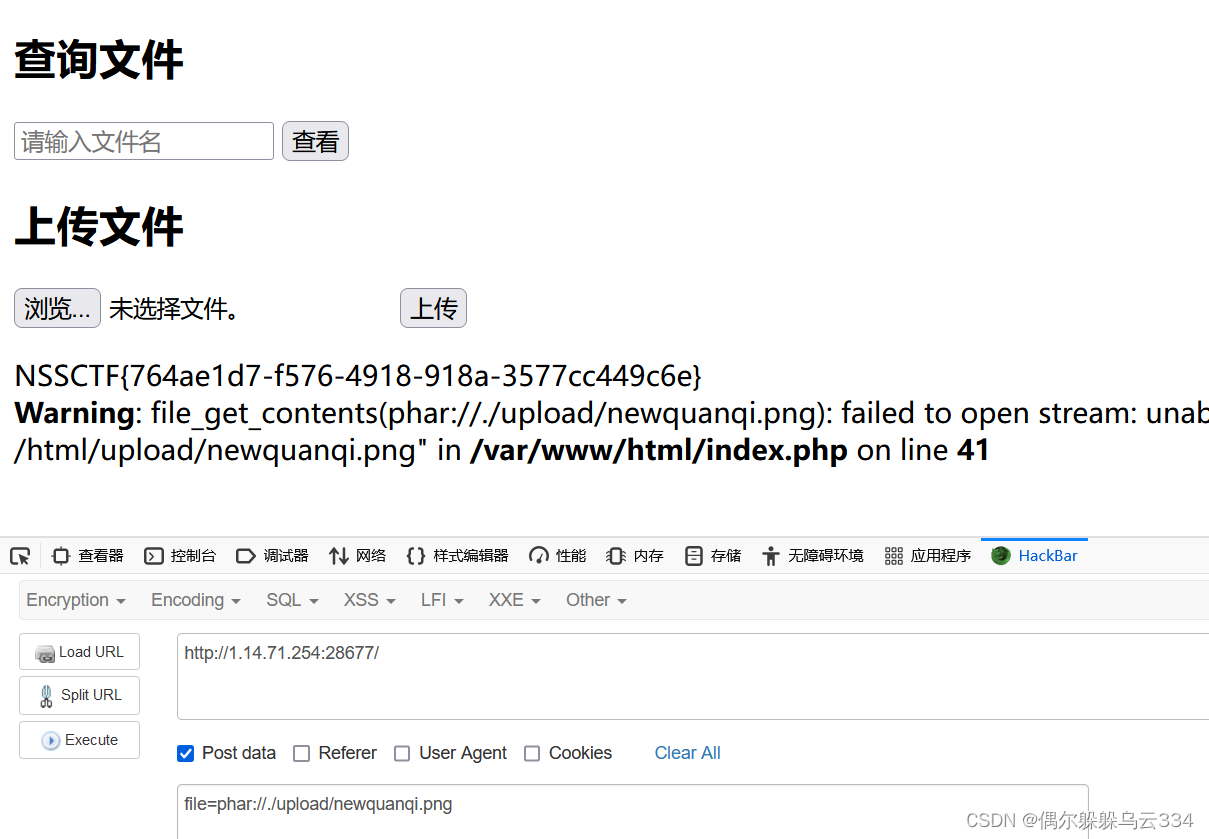 查询文件
请输入文件名 查看
上传文件
浏览... 未选择文件。 上传
NSSCTF{764ae1d7-f576-4918-918a-3577cc449c6e}
Warning: file_get_contents(phar://./upload/newquanqi.png): failed to open stream: unab
/html/upload/newquanqi.png" in /var/www/html/index.php on line 41
查看器 控制台 调试器 网络 样式编辑器 性能 内存 存储 无障碍环境 应用程序 HackBar
Encryption Encoding SQL XSS LFI XXE Other
Load URL http://1.14.71.254:28677/
Split URL
Execute
Post data Referer User Agent Cookies Clear All
file=phar://./upload/newquanqi.png
CSDN @偶尔躲躲乌云334